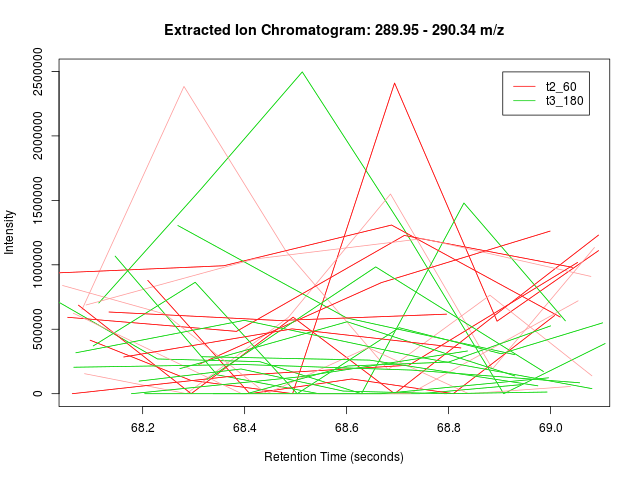 Extracted Ion Chromatogram: 289.95 - 290.34 m/z
t2_60
t3_180
Intensity
2500000
2000000
1500000
1000000
500000
0
68.2 68.4 68.6 68.8 69.0
Retention Time (seconds)